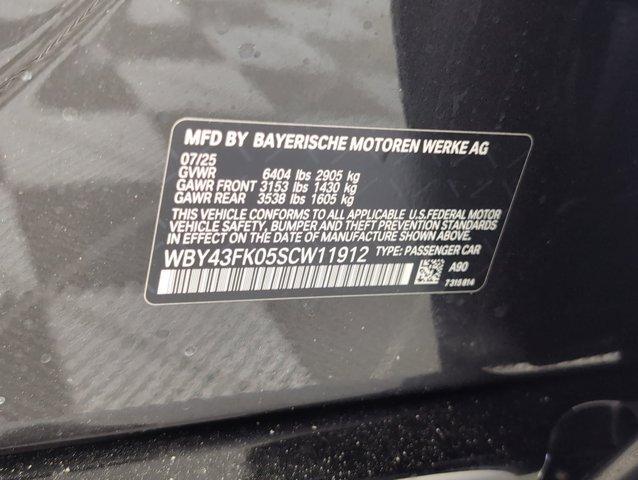 MFD BY BAYERISCHE MOTOREN WERKE AG
07/25
GVWR 6404 lbs 2905 kg
GAWR FRONT 3153 lbs 1430 kg
GAWR REAR 3538 lbs 1605 kg
THIS VEHICLE CONFORMS TO ALL APPLICABLE U.S.FEDERAL MOTOR
VEHICLE SAFETY, BUMPER AND THEFT PREVENTION STANDARDS
IN EFFECT ON THE DATE OF MANUFACTURE SHOWN ABOVE.
WBY43FK05SCW11912 TYPE: PASSENGER CAR
A90
7315814